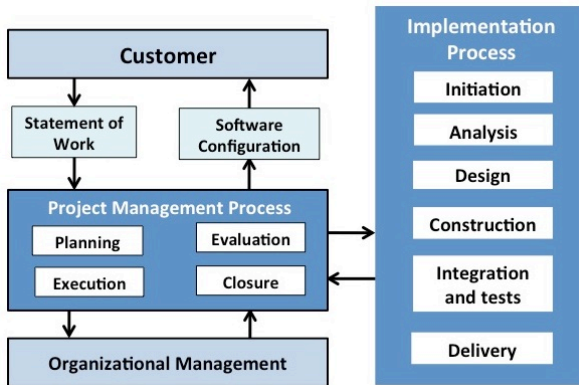 Customer
Statement of
Work
Software
Configuration
Project Management Process
Planning
Evaluation
Execution
Closure
Organizational Management
Implementation
Process
Initiation
Analysis
Design
Construction
Integration
and tests
Delivery